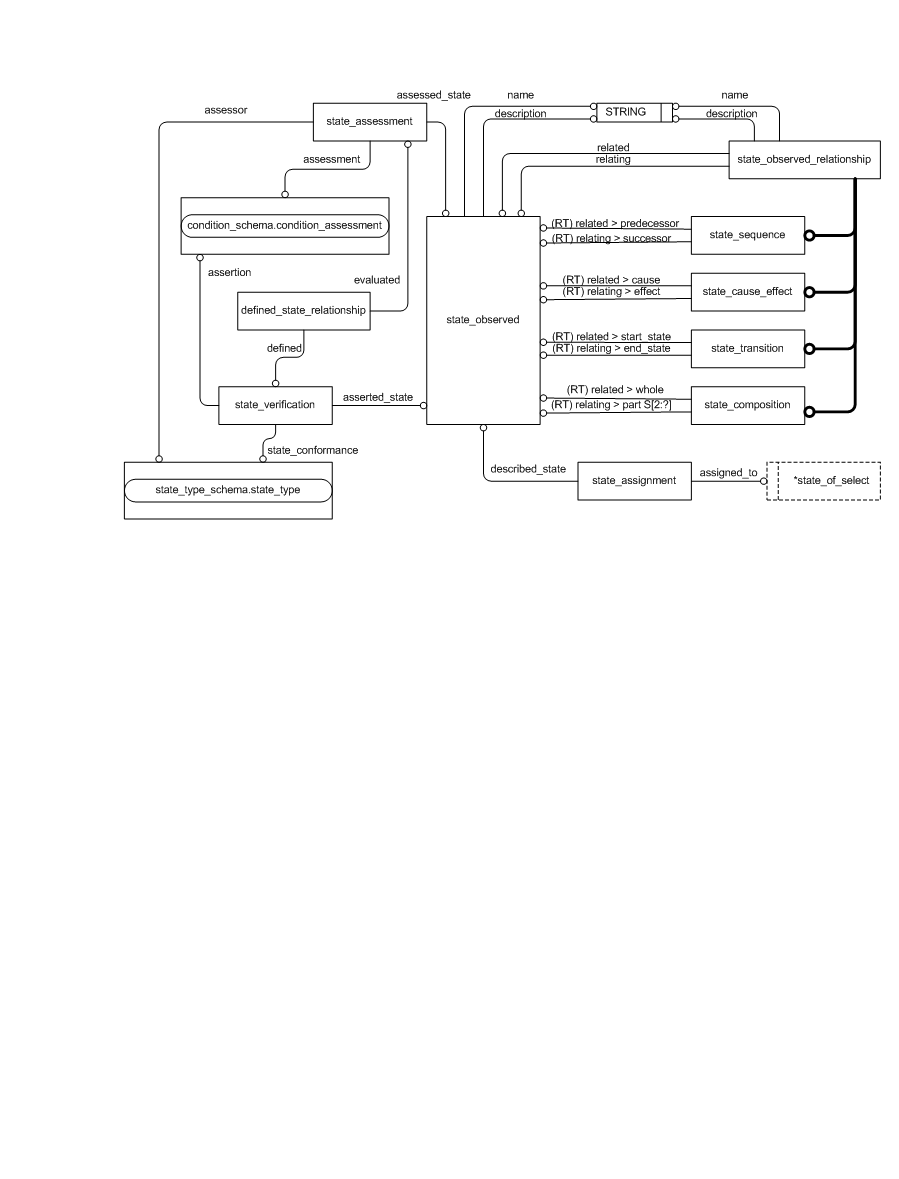 assessed_state
name
name
assessor
state_assessment
description
STRING
description
related
relating
state_observed_relationship
assessment
condition_schema.condition_assessment
(RT) related > predecessor
(RT) relating > successor
state_sequence
assertion
evaluated
(RT) related > cause
(RT) relating > effect
state_cause_effect
defined_state_relationship
state_observed
defined
(RT) related > start_state
(RT) relating > end_state
state_transition
state_verification
asserted_state
(RT) related > whole
(RT) relating > part S[2:?]
state_composition
state_conformance
described_state
state_assignment
assigned_to
*state_of_select
state_type_schema.state_type